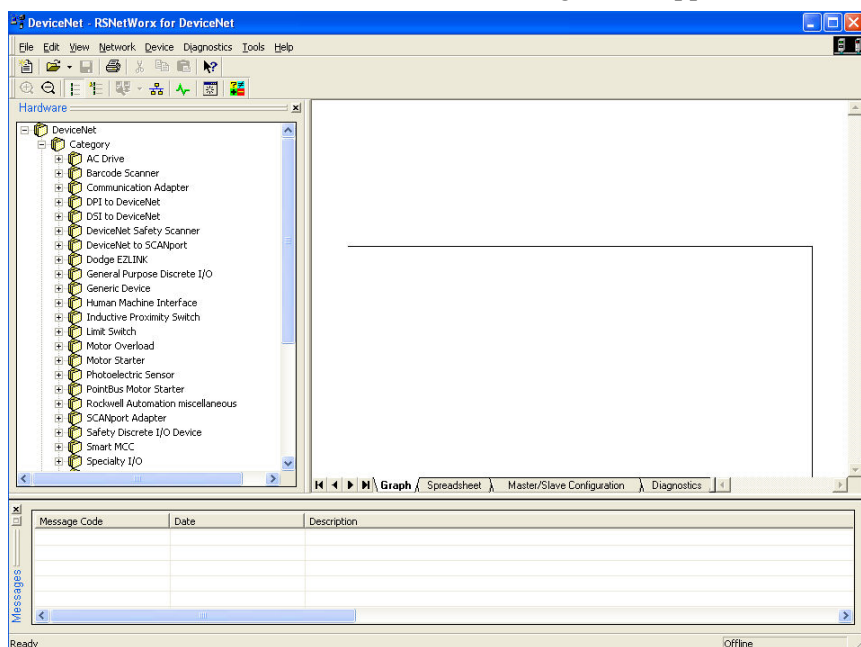 DeviceNet - RSNetWorx for DeviceNet
File Edit View Network Device Diagnostics Tools Help
Hardware
DeviceNet
Category
AC Drive
Barcode Scanner
Communication Adapter
DPI to DeviceNet
DSI to DeviceNet
DeviceNet Safety Scanner
DeviceNet to SCANport
Dodge EZLINK
General Purpose Discrete I/O
Generic Device
Human Machine Interface
Inductive Proximity Switch
Limit Switch
Motor Overload
Motor Starter
Photoelectric Sensor
PointBus Motor Starter
Rockwell Automation miscellaneous
SCANport Adapter
Safety Discrete I/O Device
Smart MCC
Specialty I/O
Graph Spreadsheet Master/Slave Configuration Diagnostics
Messages
Message Code Date Description
Ready Offline